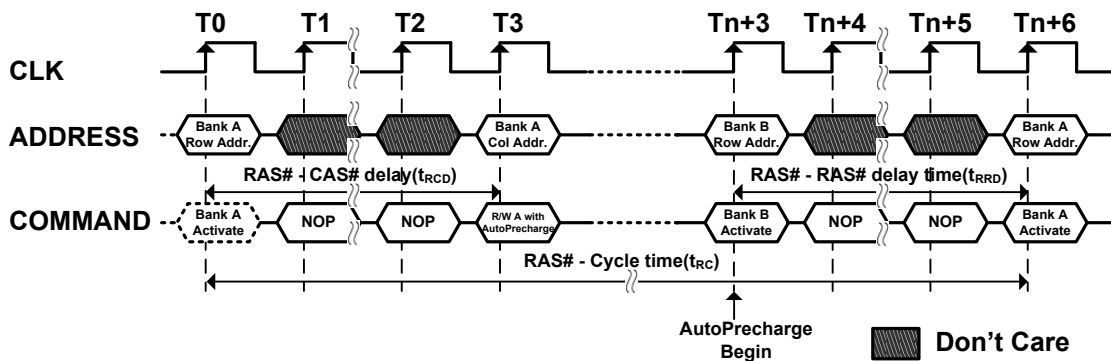 T0 T1 T2 T3 Tn+3 Tn+4 Tn+5 Tn+6
CLK
ADDRESS
Bank A
Row Addr.
Bank A
Col Addr.
Bank B
Row Addr.
Bank A
Row Addr.
RAS# - CAS# delay(tRCD)
RAS# - RAS# delay time(tRRD)
COMMAND
Bank A
Activate
NOP
NOP
R/W A with
AutoPrecharge
Bank B
Activate
NOP
NOP
Bank A
Activate
RAS# - Cycle time(tRC)
AutoPrecharge
Begin
Don't Care